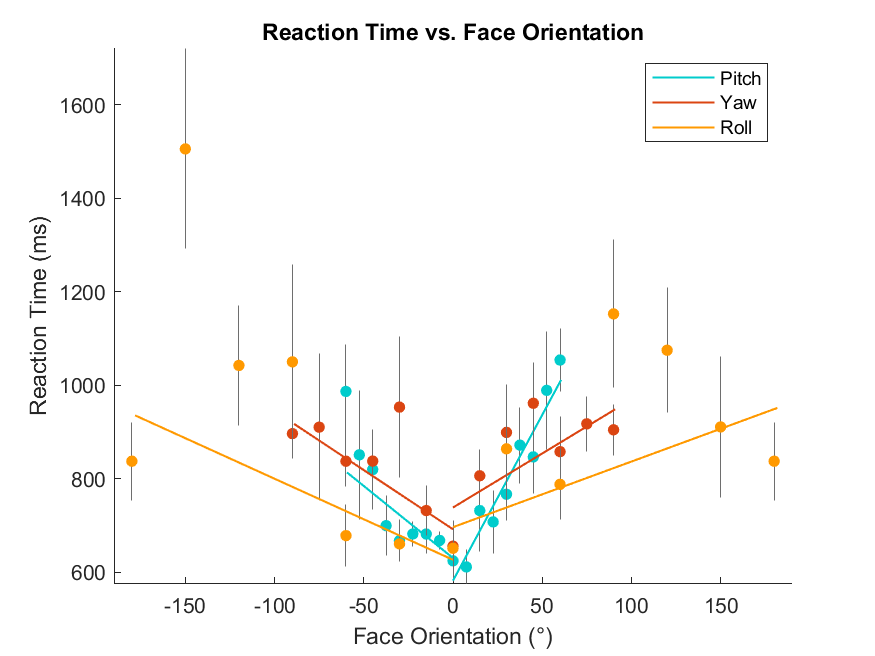 Reaction Time vs. Face Orientation
Pitch
Yaw
Roll
Reaction Time (ms)
1600
1400
1200
1000
800
600
-150 -100 -50 0 50 100 150
Face Orientation (°)